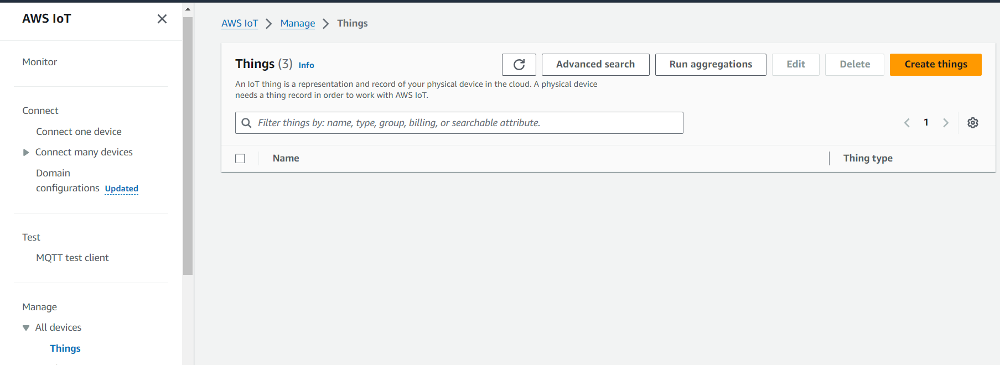 AWS IoT
Monitor
Connect
Connect one device
Connect many devices
Domain
configurations Updated
Test
MQTT test client
Manage
All devices
Things
AWS IoT Manage Things
Things (3) Info
Advanced search
Run aggregations
Edit
Delete
Create things
An IoT thing is a representation and record of your physical device in the cloud. A physical device
needs a thing record in order to work with AWS IoT.
Filter things by: name, type, group, billing, or searchable attribute.
1
Name
Thing type